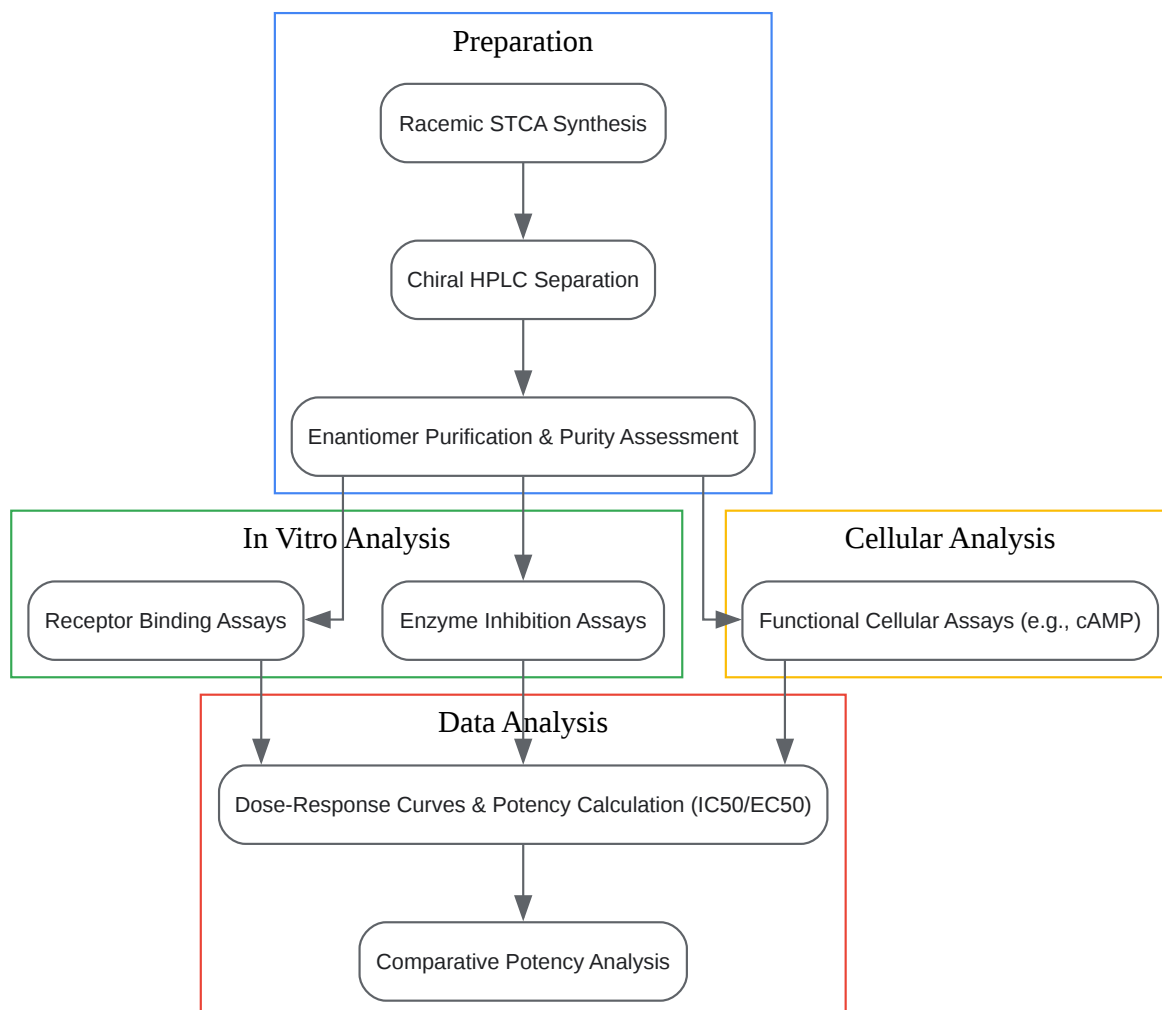 Preparation
Racemic STCA Synthesis
Chiral HPLC Separation
Enantiomer Purification & Purity Assessment
In Vitro Analysis
Cellular Analysis
Receptor Binding Assays
Enzyme Inhibition Assays
Functional Cellular Assays (e.g., cAMP)
Data Analysis
Dose-Response Curves & Potency Calculation (IC50/EC50)
Comparative Potency Analysis